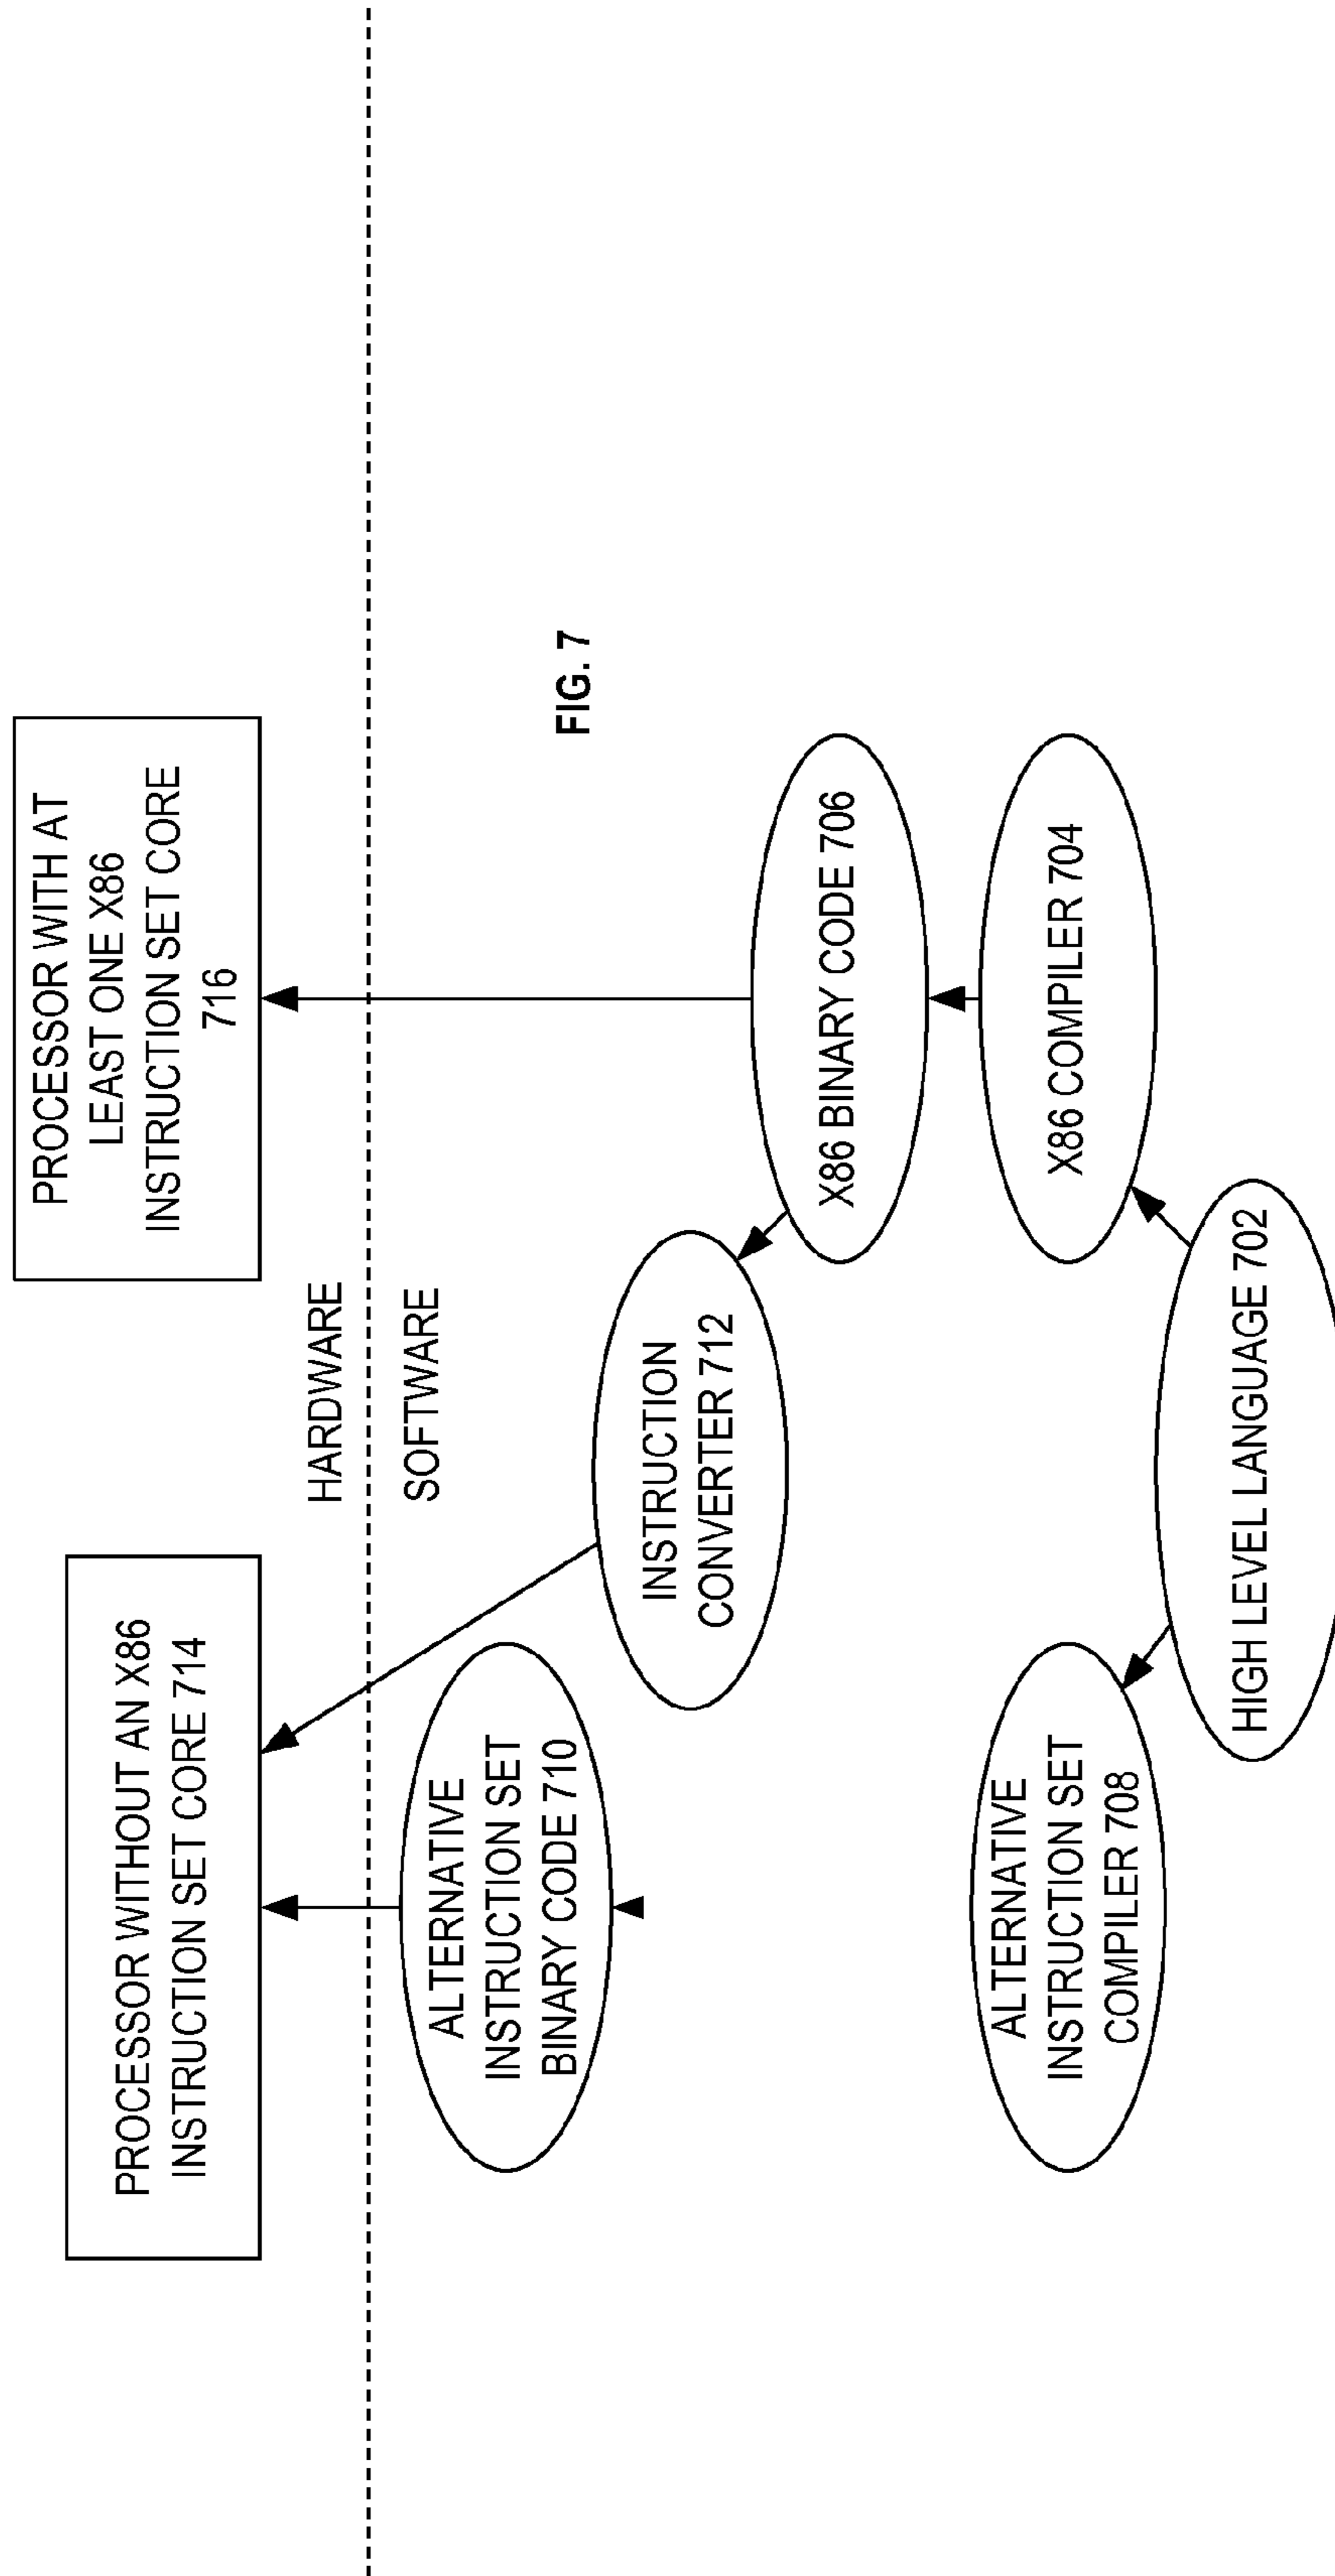 PROCESSOR WITHOUT AN X86
INSTRUCTION SET CORE 714
PROCESSOR WITH AT
LEAST ONE X86
INSTRUCTION SET CORE
716
HARDWARE
SOFTWARE
ALTERNATIVE
INSTRUCTION SET
BINARY CODE 710
FIG. 7
INSTRUCTION
CONVERTER 712
X86 BINARY CODE 706
ALTERNATIVE
INSTRUCTION SET
COMPILER 708
X86 COMPILER 704
HIGH LEVEL LANGUAGE 702